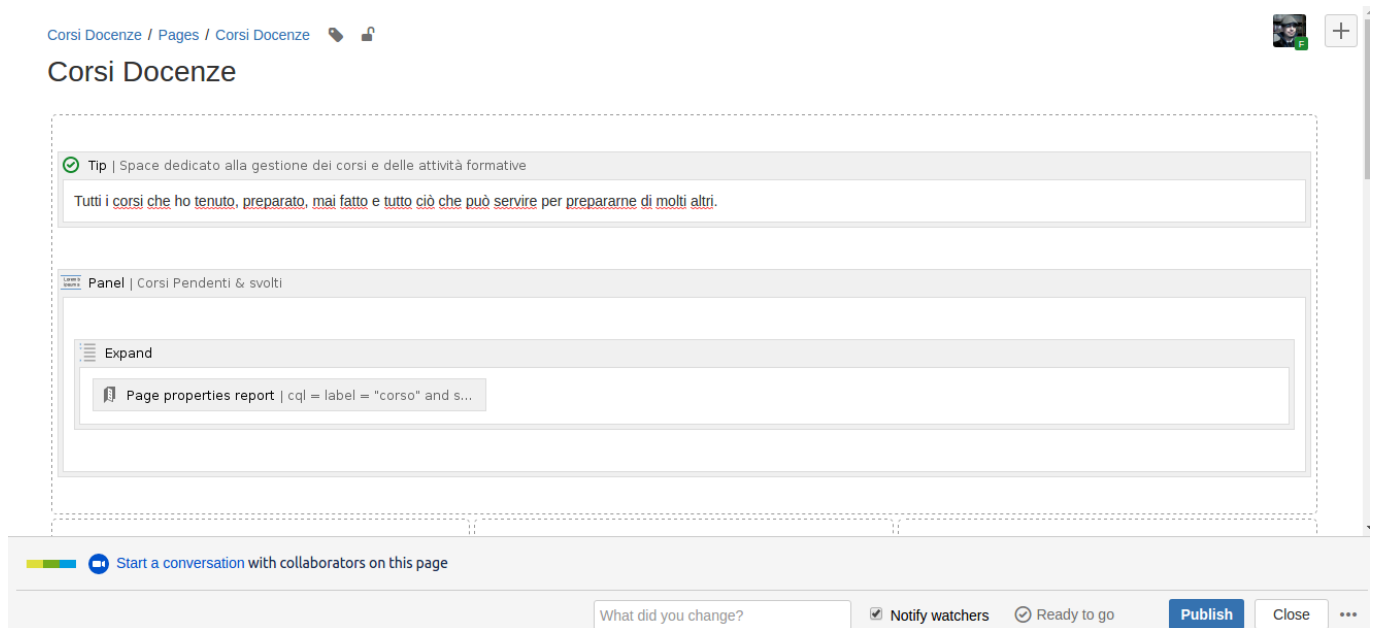 Corsi Docenze / Pages / Corsi Docenze
F
Corsi Docenze
Tip | Space dedicato alla gestione dei corsi e delle attività formative
Tutti i corsi che ho tenuto, preparato, mai fatto e tutto ciò che può servire per prepararne di molti altri.
Panel | Corsi Pendenti & svolti
Expand
Page properties report | cql = label = "corso" and s...
Start a conversation with collaborators on this page
What did you change? Notify watchers Ready to go Publish Close